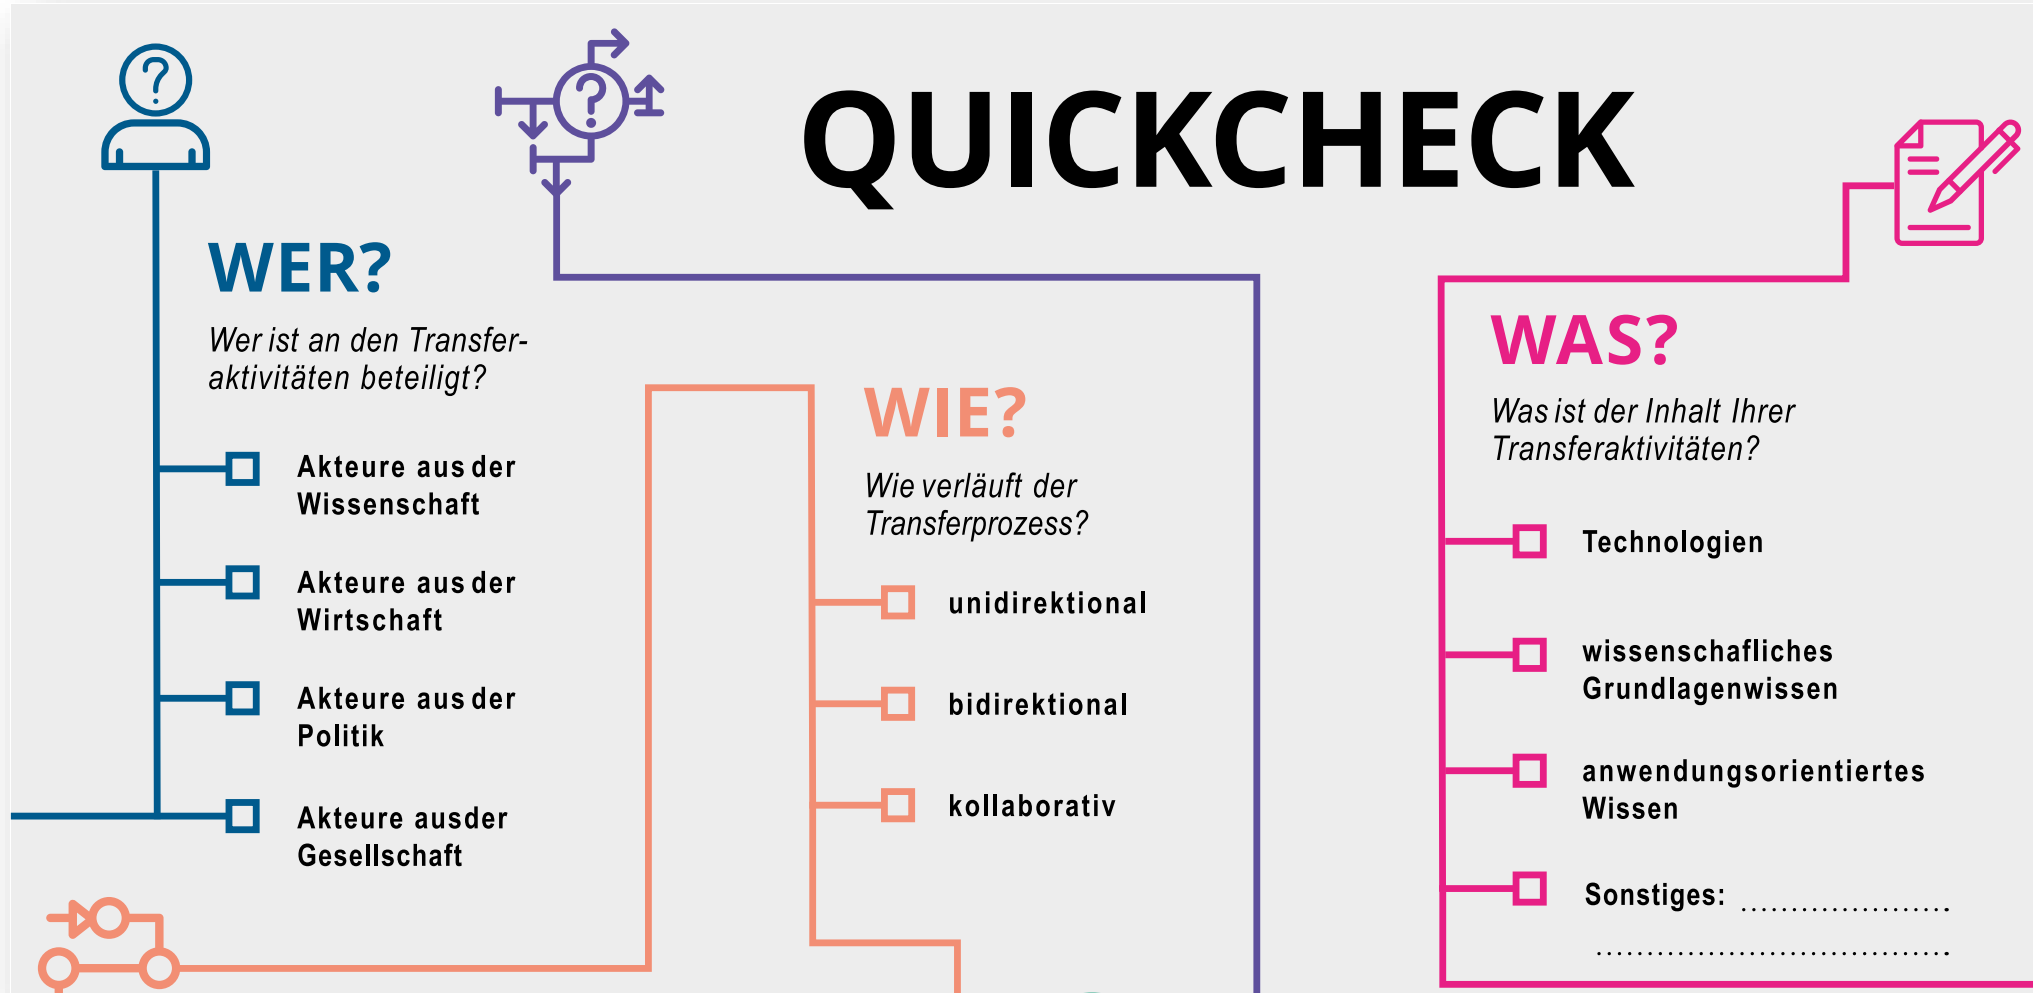 QUICKCHECK
WER?
Wer ist an den Transfer-
aktivitäten beteiligt?
Akteure aus der
Wissenschaft
Akteure aus der
Wirtschaft
Akteure aus der
Politik
Akteure ausder
Gesellschaft
WIE?
Wie verläuft der
Transferprozess?
unidirektional
bidirektional
kollaborativ
WAS?
Was ist der Inhalt Ihrer
Transferaktivitäten?
Technologien
wissenschafliches
Grundlagenwissen
anwendungsorientiertes
Wissen
Sonstiges: .....................
...................................